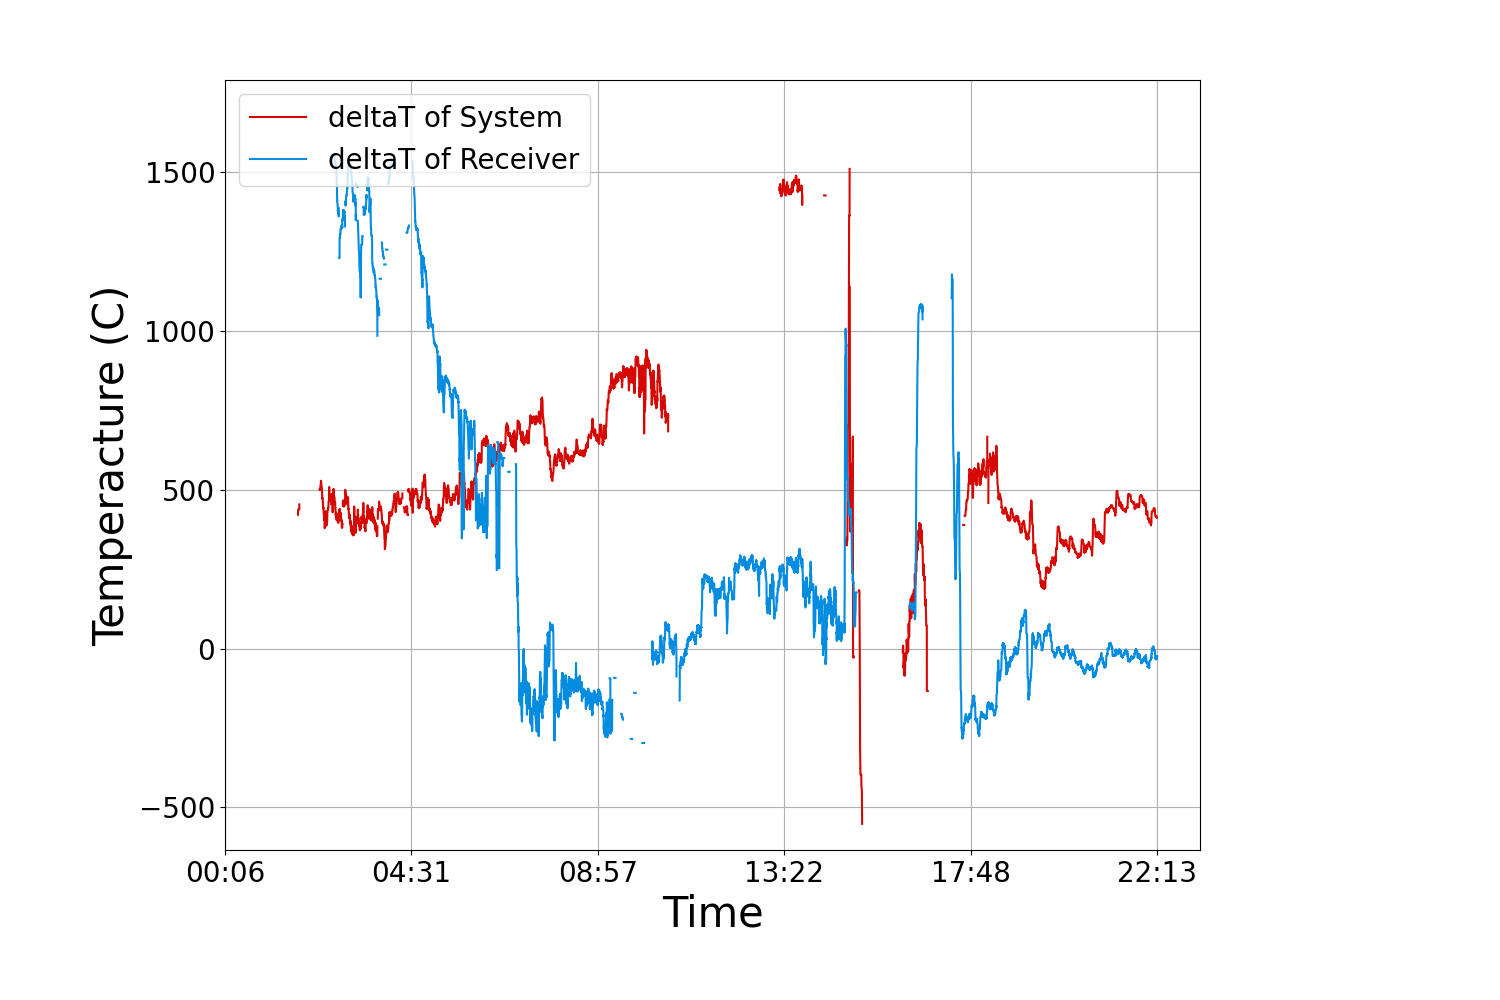 deltaT of System
deltaT of Receiver
1500
1000
500
0
−500
Temperacture (C)
00:06 04:31 08:57 13:22 17:48 22:13
Time